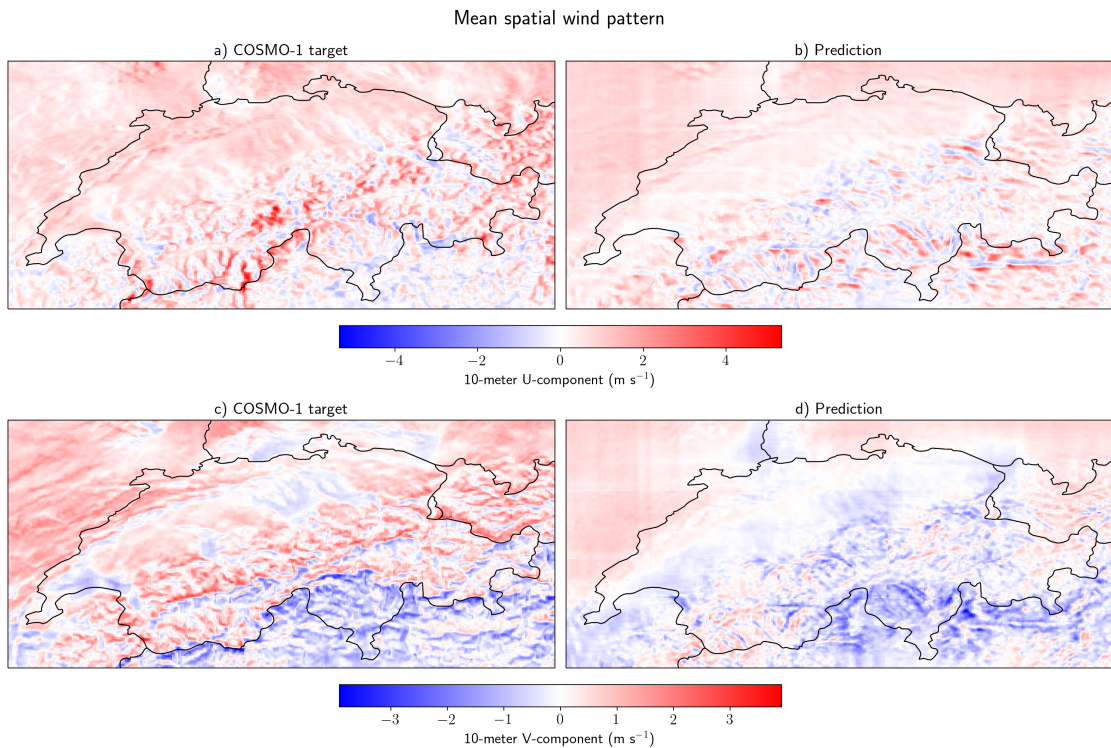 Mean spatial wind pattern
a) COSMO-1 target
b) Prediction
−4 −2 0 2 4
10-meter U-component (m s⁻¹)
c) COSMO-1 target
d) Prediction
−3 −2 −1 0 1 2 3
10-meter V-component (m s⁻¹)